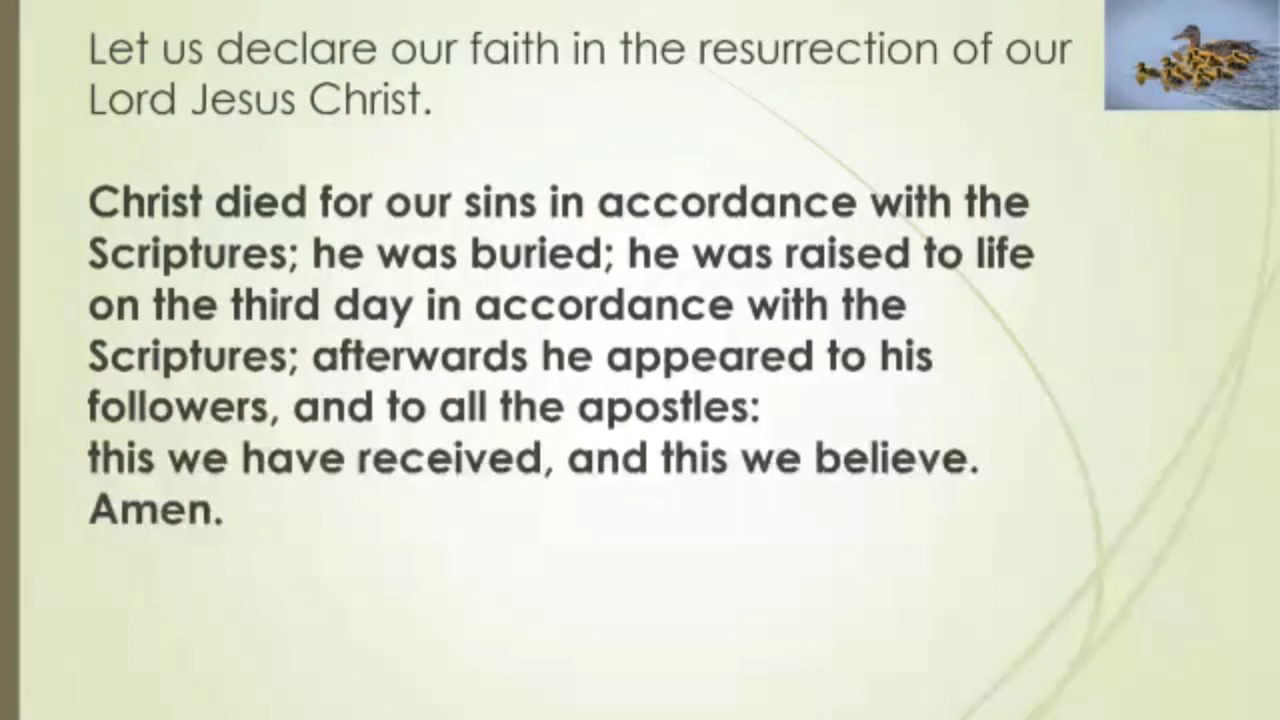 Let us declare our faith in the resurrection of our
Lord Jesus Christ.
Christ died for our sins in accordance with the
Scriptures; he was buried; he was raised to life
on the third day in accordance with the
Scriptures; afterwards he appeared to his
followers, and to all the apostles:
this we have received, and this we believe.
Amen.